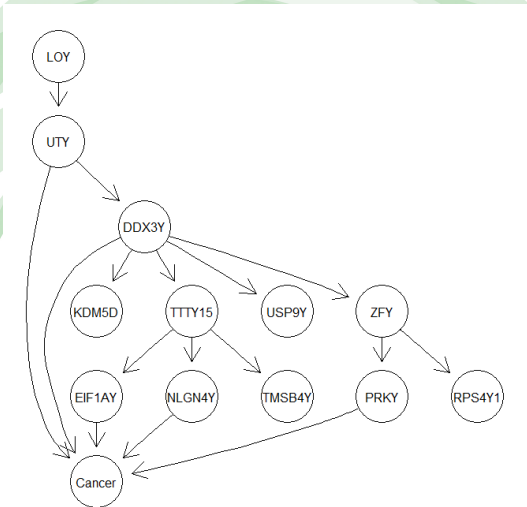 LOY
UTY
DDX3Y
KDM5D TTTY15 USP9Y ZFY
EIF1AY NLGN4Y TMSB4Y PRKY RPS4Y1
Cancer